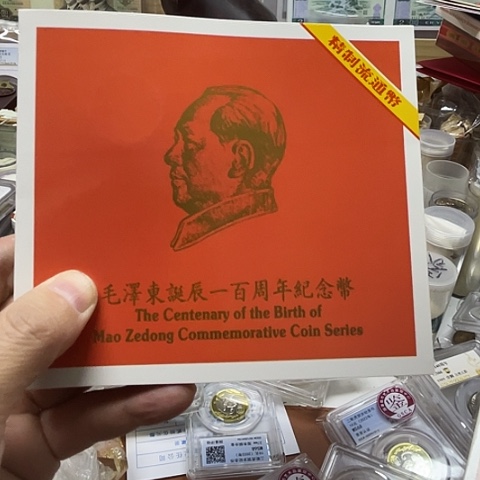 精制流通幣
毛澤東誕辰一百周年紀念幣
The Centenary of the Birth of
Mao Zedong Commemorative Coin Series